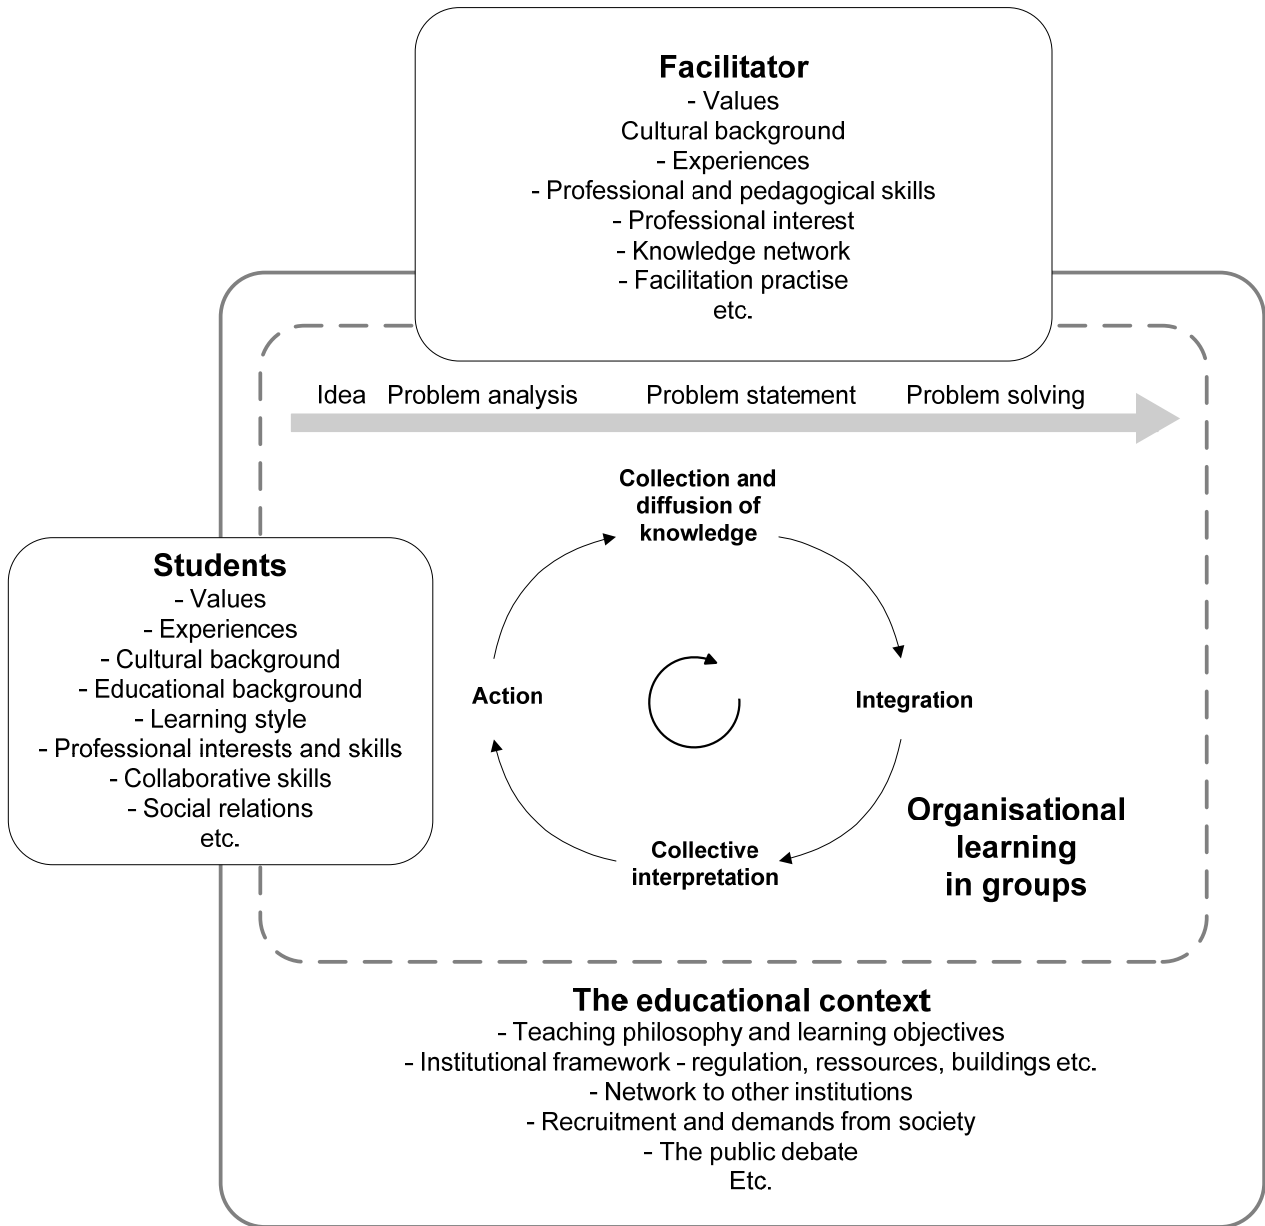 Facilitator
- Values
Cultural background
- Experiences
- Professional and pedagogical skills
- Professional interest
- Knowledge network
- Facilitation practise
etc.
Idea Problem analysis Problem statement Problem solving
Collection and
diffusion of
knowledge
Students
- Values
- Experiences
- Cultural background
- Educational background
- Learning style
- Professional interests and skills
- Collaborative skills
- Social relations
etc.
Action
Integration
Collective
interpretation
Organisational
learning
in groups
The educational context
- Teaching philosophy and learning objectives
- Institutional framework - regulation, ressources, buildings etc.
- Network to other institutions
- Recruitment and demands from society
- The public debate
Etc.